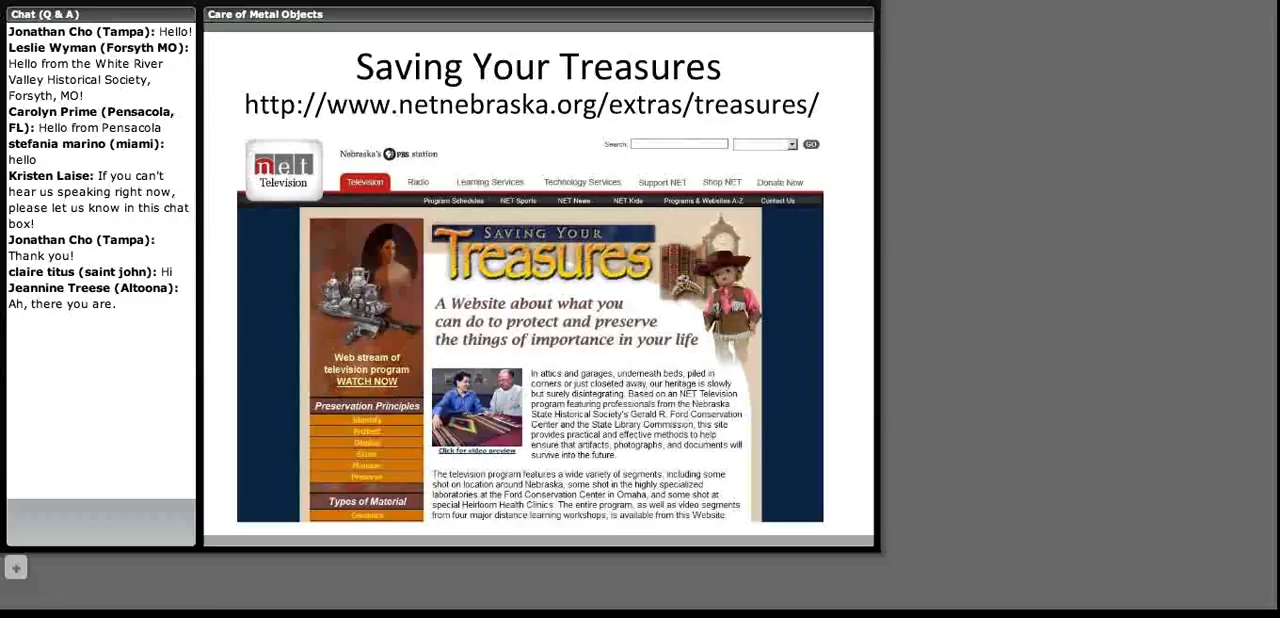 Chat (Q & A)
Jonathan Cho (Tampa): Hello!
Leslie Wyman (Forsyth MO):
Hello from the White River
Valley Historical Society,
Forsyth, MO!
Carolyn Prime (Pensacola,
FL): Hello from Pensacola
stefania marino (miami):
hello
Kristen Laise: If you can't
hear us speaking right now,
please let us know in this chat
box!
Jonathan Cho (Tampa):
Thank you!
claire titus (saint john): Hi
Jeannine Treese (Altoona):
Ah, there you are.
Care of Metal Objects
Saving Your Treasures
http://www.netnebraska.org/extras/treasures/
net
Television
Nebraska's PBS station
Search:
GO
Television Radio Learning Services Technology Services Support NET Shop NET Donate Now
Program Schedules NET Sports NET News NET Kids Programs & Websites A-Z Contact Us
SAVING YOUR
Treasures
A Website about what you
can do to protect and preserve
the things of importance in your life
Web stream of
television program
WATCH NOW
Preservation Principles
Identify
Protect
Display
Store
Preserve
Types of Material
Ceramics
Click for video preview
In attics and garages, underneath beds, piled in
corners or just closeted away, our heritage is slowly
but surely disintegrating. Based on an NET Television
program featuring professionals from the Nebraska
State Historical Society's Gerald R. Ford Conservation
Center and the State Library Commission, this site
provides practical and effective methods to help
ensure that artifacts, photographs, and documents will
survive into the future.
The television program features a wide variety of segments, including some
shot on location around Nebraska, some shot in the highly specialized
laboratories at the Ford Conservation Center in Omaha, and some shot at
special Heirloom Health Clinics. The entire program, as well as video segments
from four major distance learning workshops, is available from this Website.